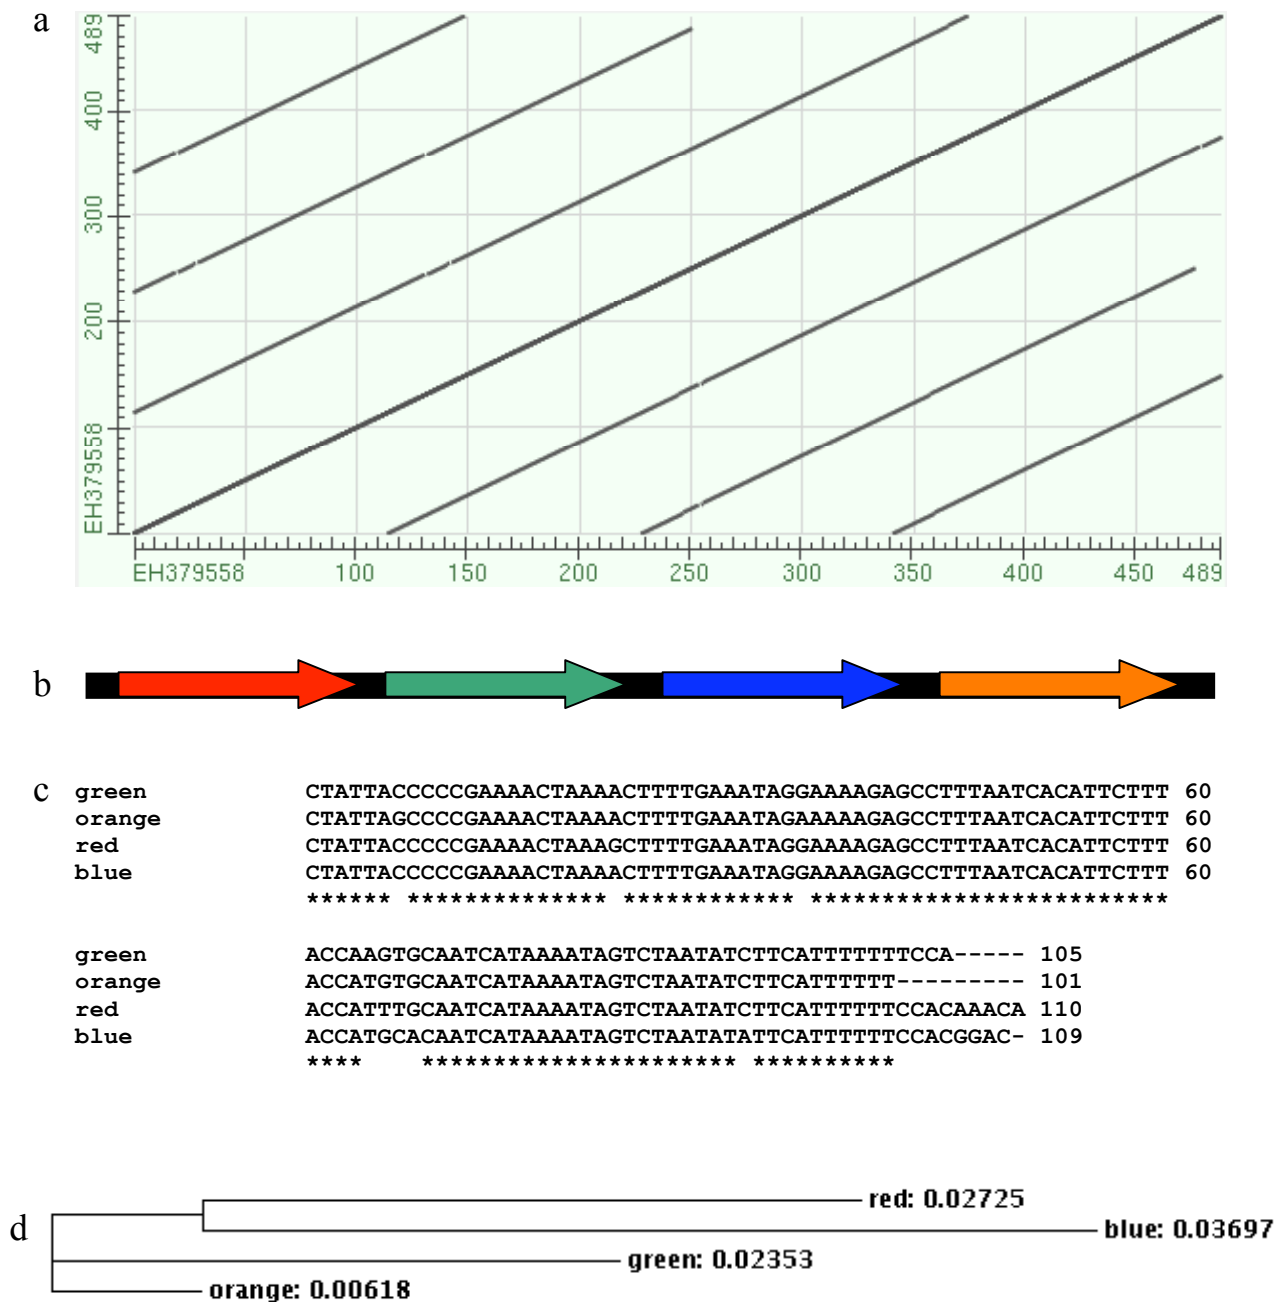 a
489
400
300
200
EH379558
EH379558 100 150 200 250 300 350 400 450 489
b
c
green CTATTACCCCCGAAAACTAAAACTTTTGAAATAGGAAAAGAGCCTTTAATCACATTCTTT 60
orange CTATTAGCCCCGAAAACTAAAACTTTTGAAATAGAAAAAGAGCCTTTAATCACATTCTTT 60
red CTATTACCCCCGAAAACTAAAGCTTTTGAAATAGGAAAAGAGCCTTTAATCACATTCTTT 60
blue CTATTACCCCCGAAAACTAAAACTTTTGAAATAGGAAAAGAGCCTTTAATCACATTCTTT 60
****** ************** ************ *************************
green ACCAAGTGCAATCATAAAATAGTCTAATATCTTCATTTTTTTCCA----- 105
orange ACCATGTGCAATCATAAAATAGTCTAATATCTTCATTTTTT--------- 101
red ACCATTTGCAATCATAAAATAGTCTAATATCTTCATTTTTTCCACAAACA 110
blue ACCATGCACAATCATAAAATAGTCTAATATATTCATTTTTTCCACGGAC- 109
**** ********************** **********
d
red: 0.02725
blue: 0.03697
green: 0.02353
orange: 0.00618